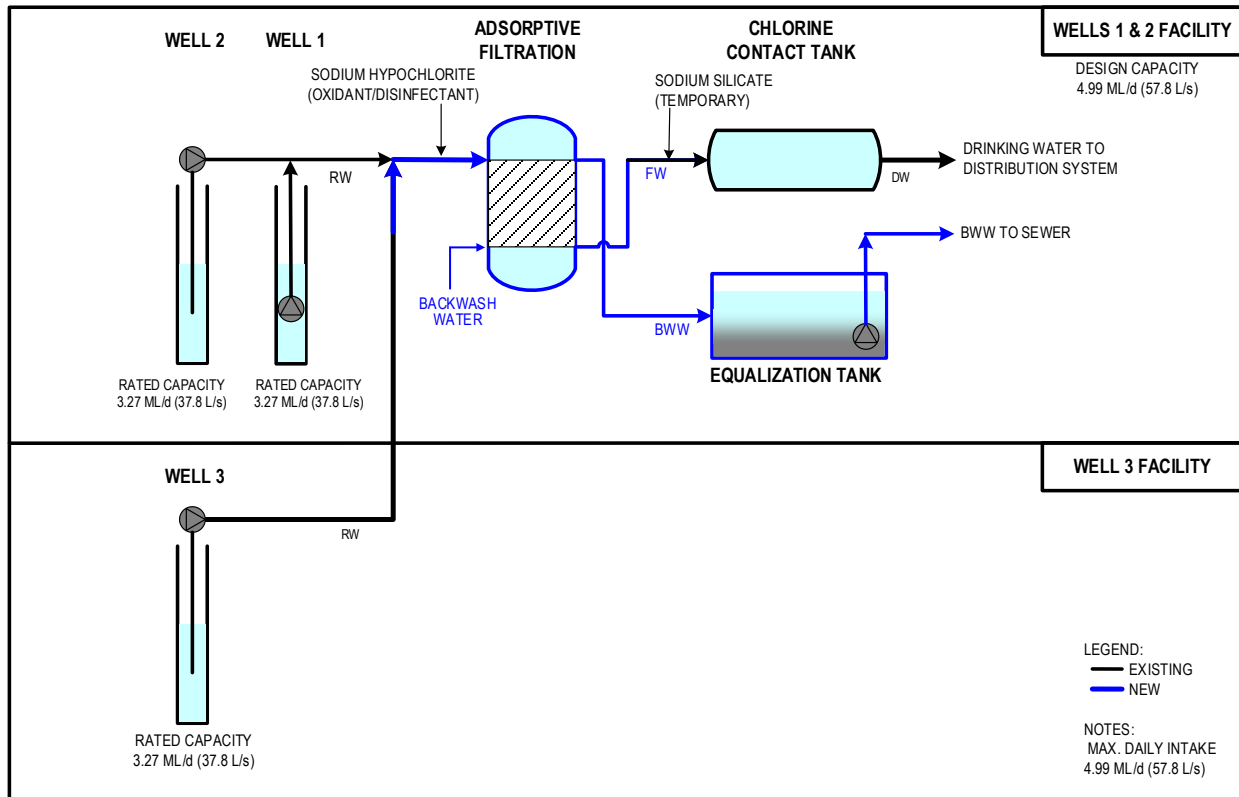 WELL 2
WELL 1
ADSORPTIVE
FILTRATION
CHLORINE
CONTACT TANK
WELLS 1 & 2 FACILITY
DESIGN CAPACITY
4.99 ML/d (57.8 L/s)
SODIUM HYPOCHLORITE
(OXIDANT/DISINFECTANT)
SODIUM SILICATE
(TEMPORARY)
RW
FW
DW
DRINKING WATER TO
DISTRIBUTION SYSTEM
BWW TO SEWER
BACKWASH
WATER
BWW
EQUALIZATION TANK
RATED CAPACITY
3.27 ML/d (37.8 L/s)
RATED CAPACITY
3.27 ML/d (37.8 L/s)
WELL 3 FACILITY
WELL 3
RW
RATED CAPACITY
3.27 ML/d (37.8 L/s)
LEGEND:
EXISTING
NEW
NOTES:
MAX. DAILY INTAKE
4.99 ML/d (57.8 L/s)